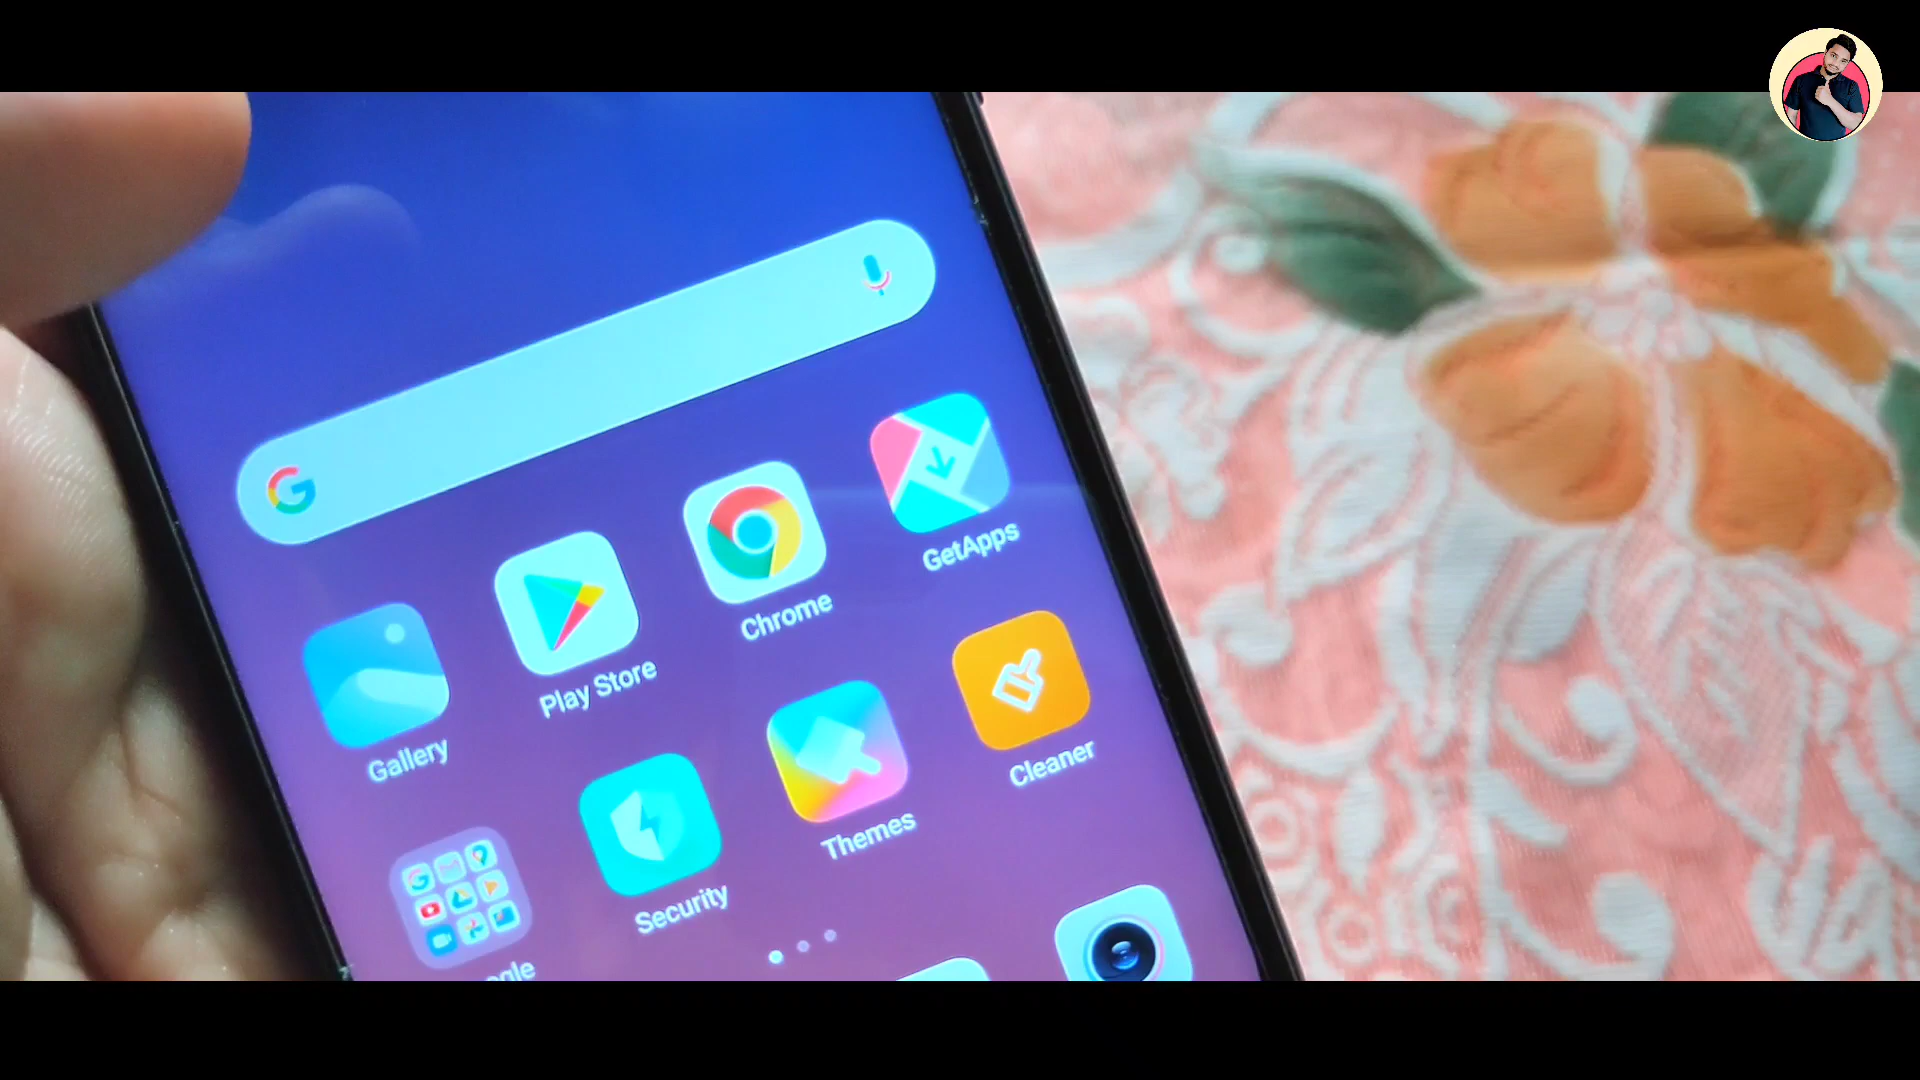 GetApps
Chrome
Play Store
Gallery
Cleaner
Themes
Security